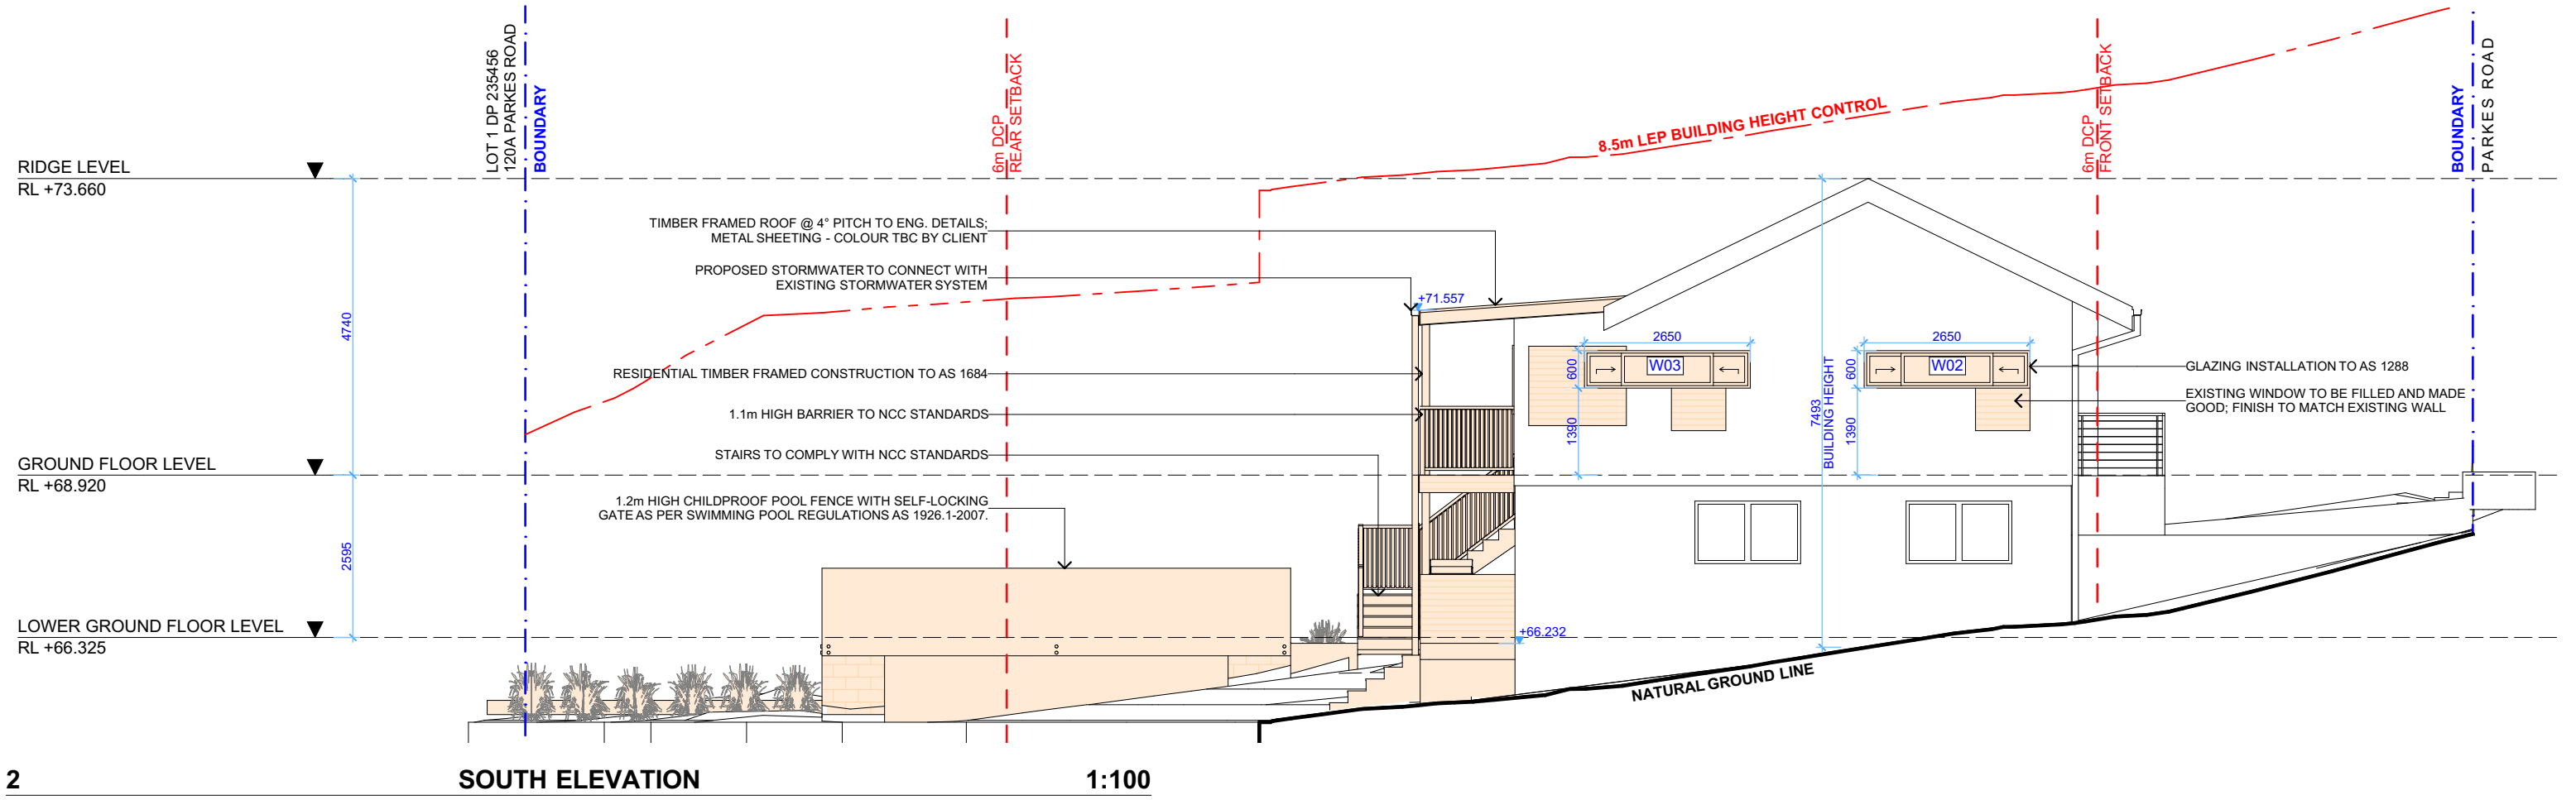 LOT 1 DP 235456
120A PARKES ROAD
BOUNDARY
6m DCP
REAR SETBACK
8.5m LEP BUILDING HEIGHT CONTROL
6m DCP
FRONT SETBACK
BOUNDARY
PARKES ROAD
RIDGE LEVEL
RL +73.660
TIMBER FRAMED ROOF @ 4° PITCH TO ENG. DETAILS;
METAL SHEETING - COLOUR TBC BY CLIENT
PROPOSED STORMWATER TO CONNECT WITH
EXISTING STORMWATER SYSTEM
+71.557
4740
2650
2650
600
W03
600
W02
GLAZING INSTALLATION TO AS 1288
RESIDENTIAL TIMBER FRAMED CONSTRUCTION TO AS 1684
EXISTING WINDOW TO BE FILLED AND MADE
GOOD; FINISH TO MATCH EXISTING WALL
1.1m HIGH BARRIER TO NCC STANDARDS
1390
7493
BUILDING HEIGHT
1390
STAIRS TO COMPLY WITH NCC STANDARDS
GROUND FLOOR LEVEL
RL +68.920
1.2m HIGH CHILDPROOF POOL FENCE WITH SELF-LOCKING
GATE AS PER SWIMMING POOL REGULATIONS AS 1926.1-2007.
2595
LOWER GROUND FLOOR LEVEL
RL +66.325
+66.232
NATURAL GROUND LINE
2 SOUTH ELEVATION 1:100